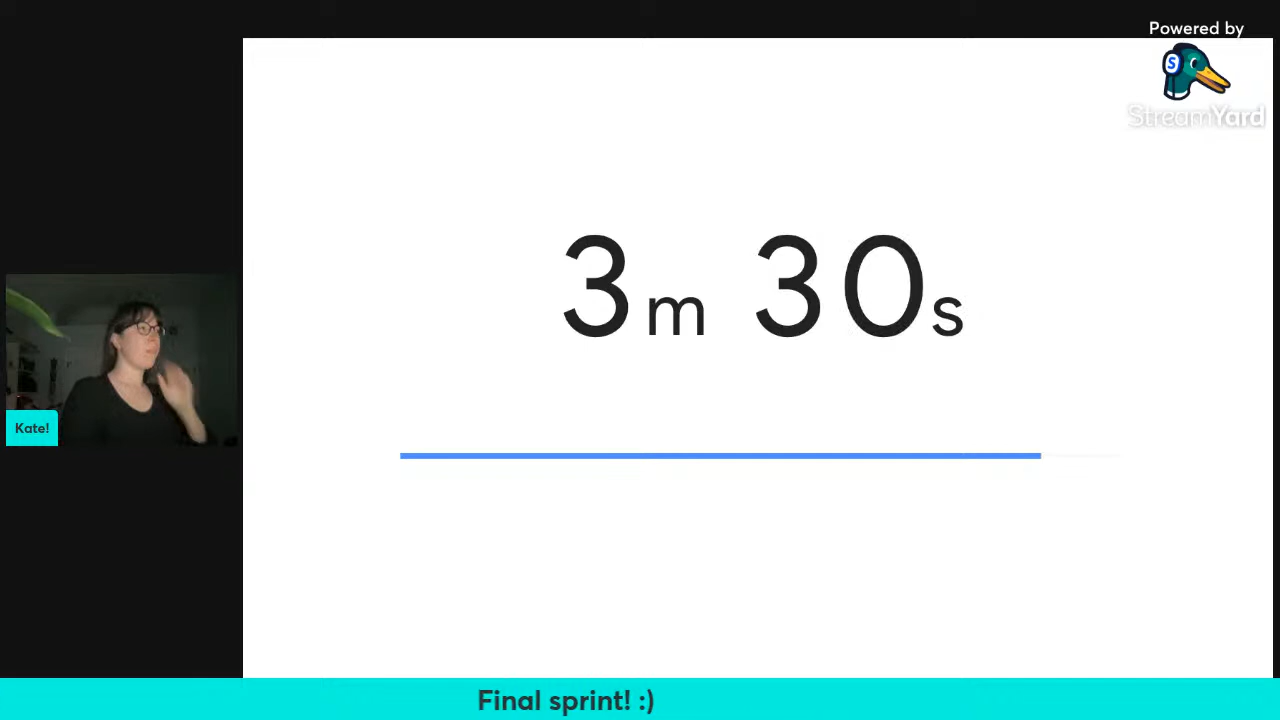 Powered by
S
StreamYard
3m 30s
Kate!
Final sprint! :)